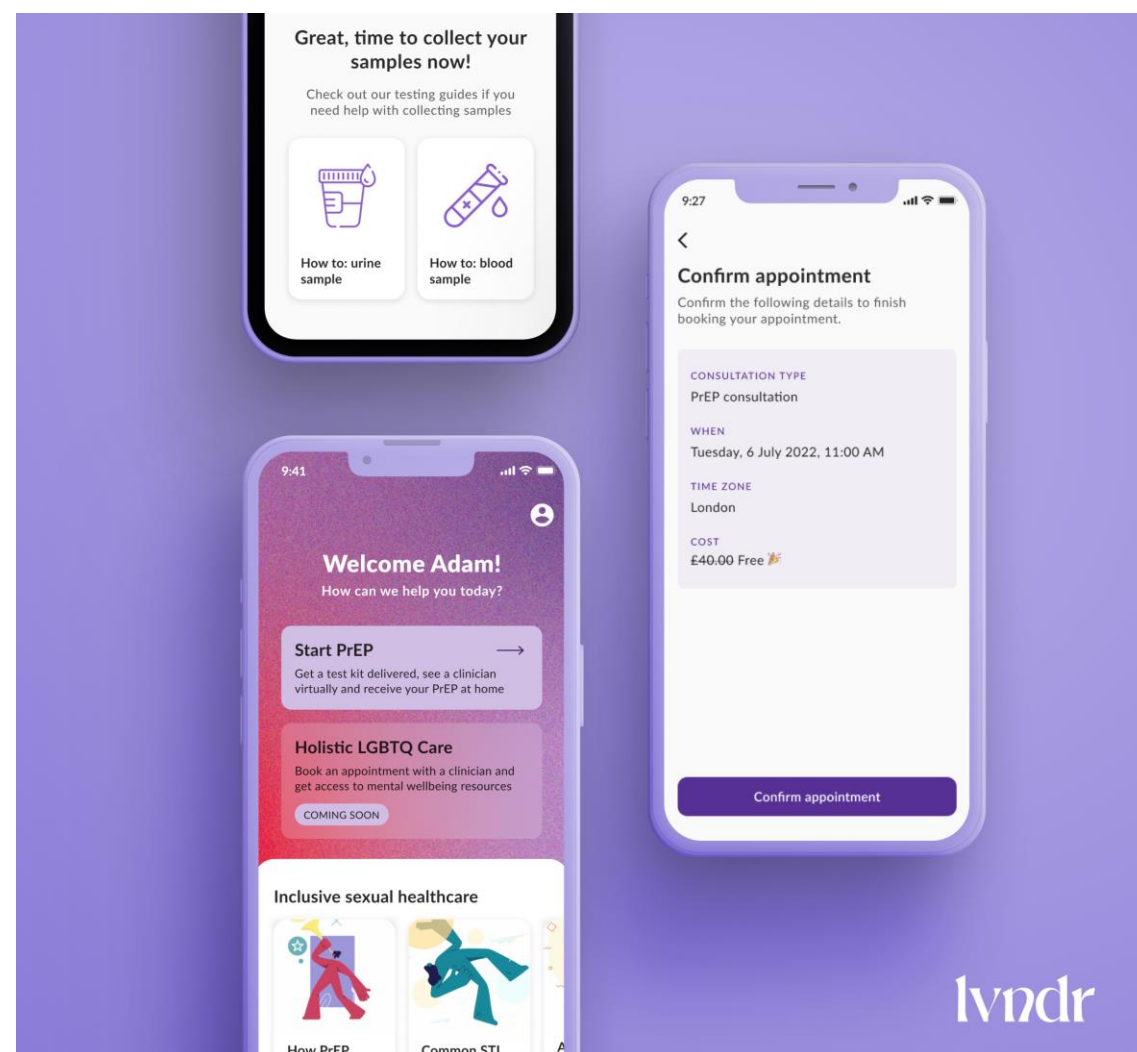 Great, time to collect your
samples now!
Check out our testing guides if you
need help with collecting samples
How to: urine
sample
How to: blood
sample
9:41
Welcome Adam!
How can we help you today?
Start PrEP
Get a test kit delivered, see a clinician
virtually and receive your PrEP at home
Holistic LGBTQ Care
Book an appointment with a clinician and
get access to mental wellbeing resources
COMING SOON
Inclusive sexual healthcare
How PrEP
Common STI
A
9:27
Confirm appointment
Confirm the following details to finish
booking your appointment.
CONSULTATION TYPE
PrEP consultation
WHEN
Tuesday, 6 July 2022, 11:00 AM
TIME ZONE
London
COST
£40.00 Free 🎉
Confirm appointment
lvndr